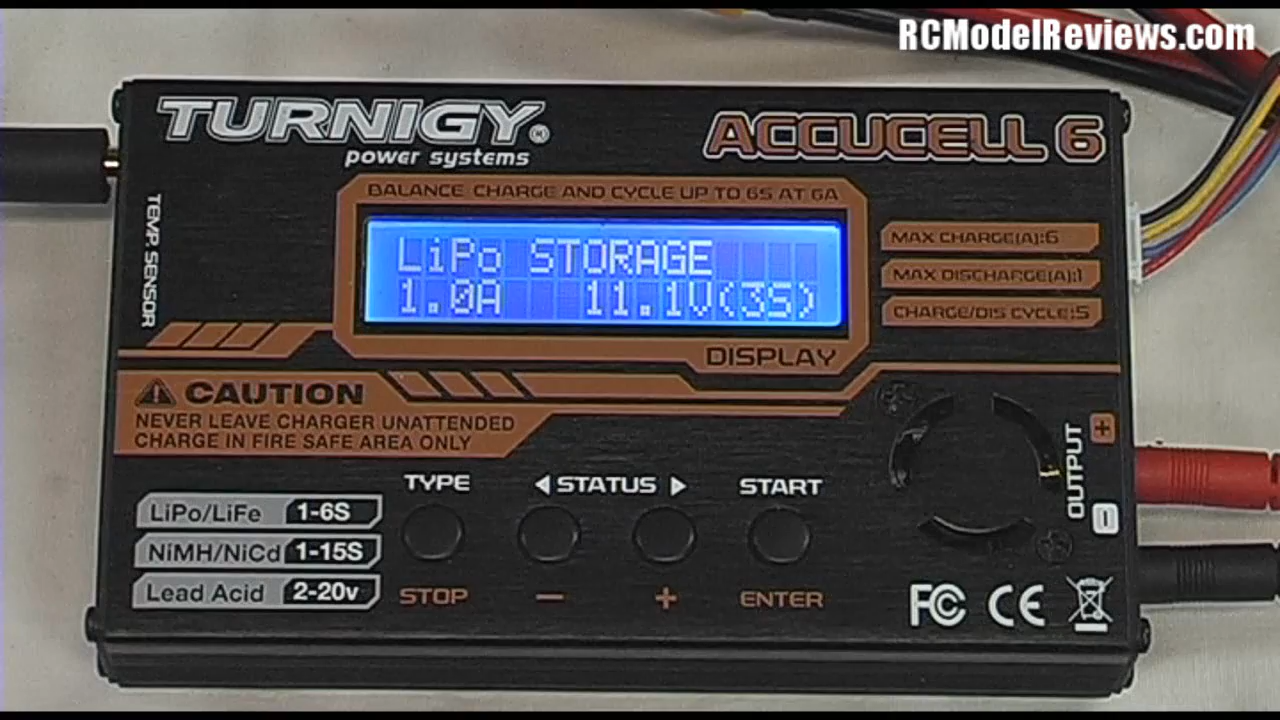 RCModelReviews.com
TURNIGY®
power systems
ACCUCELL 6
BALANCE CHARGE AND CYCLE UP TO 6S AT 6A
TEMP. SENSOR
LiPo STORAGE
1.0A 11.1V(3S)
MAX CHARGE(A):6
MAX DISCHARGE(A):1
CHARGE/DIS CYCLE:5
DISPLAY
CAUTION
NEVER LEAVE CHARGER UNATTENDED
CHARGE IN FIRE SAFE AREA ONLY
OUTPUT
+
-
TYPE
◀ STATUS ▶
START
LiPo/LiFe 1-6S
NiMH/NiCd 1-15S
Lead Acid 2-20v
STOP
—
+
ENTER
FC CE